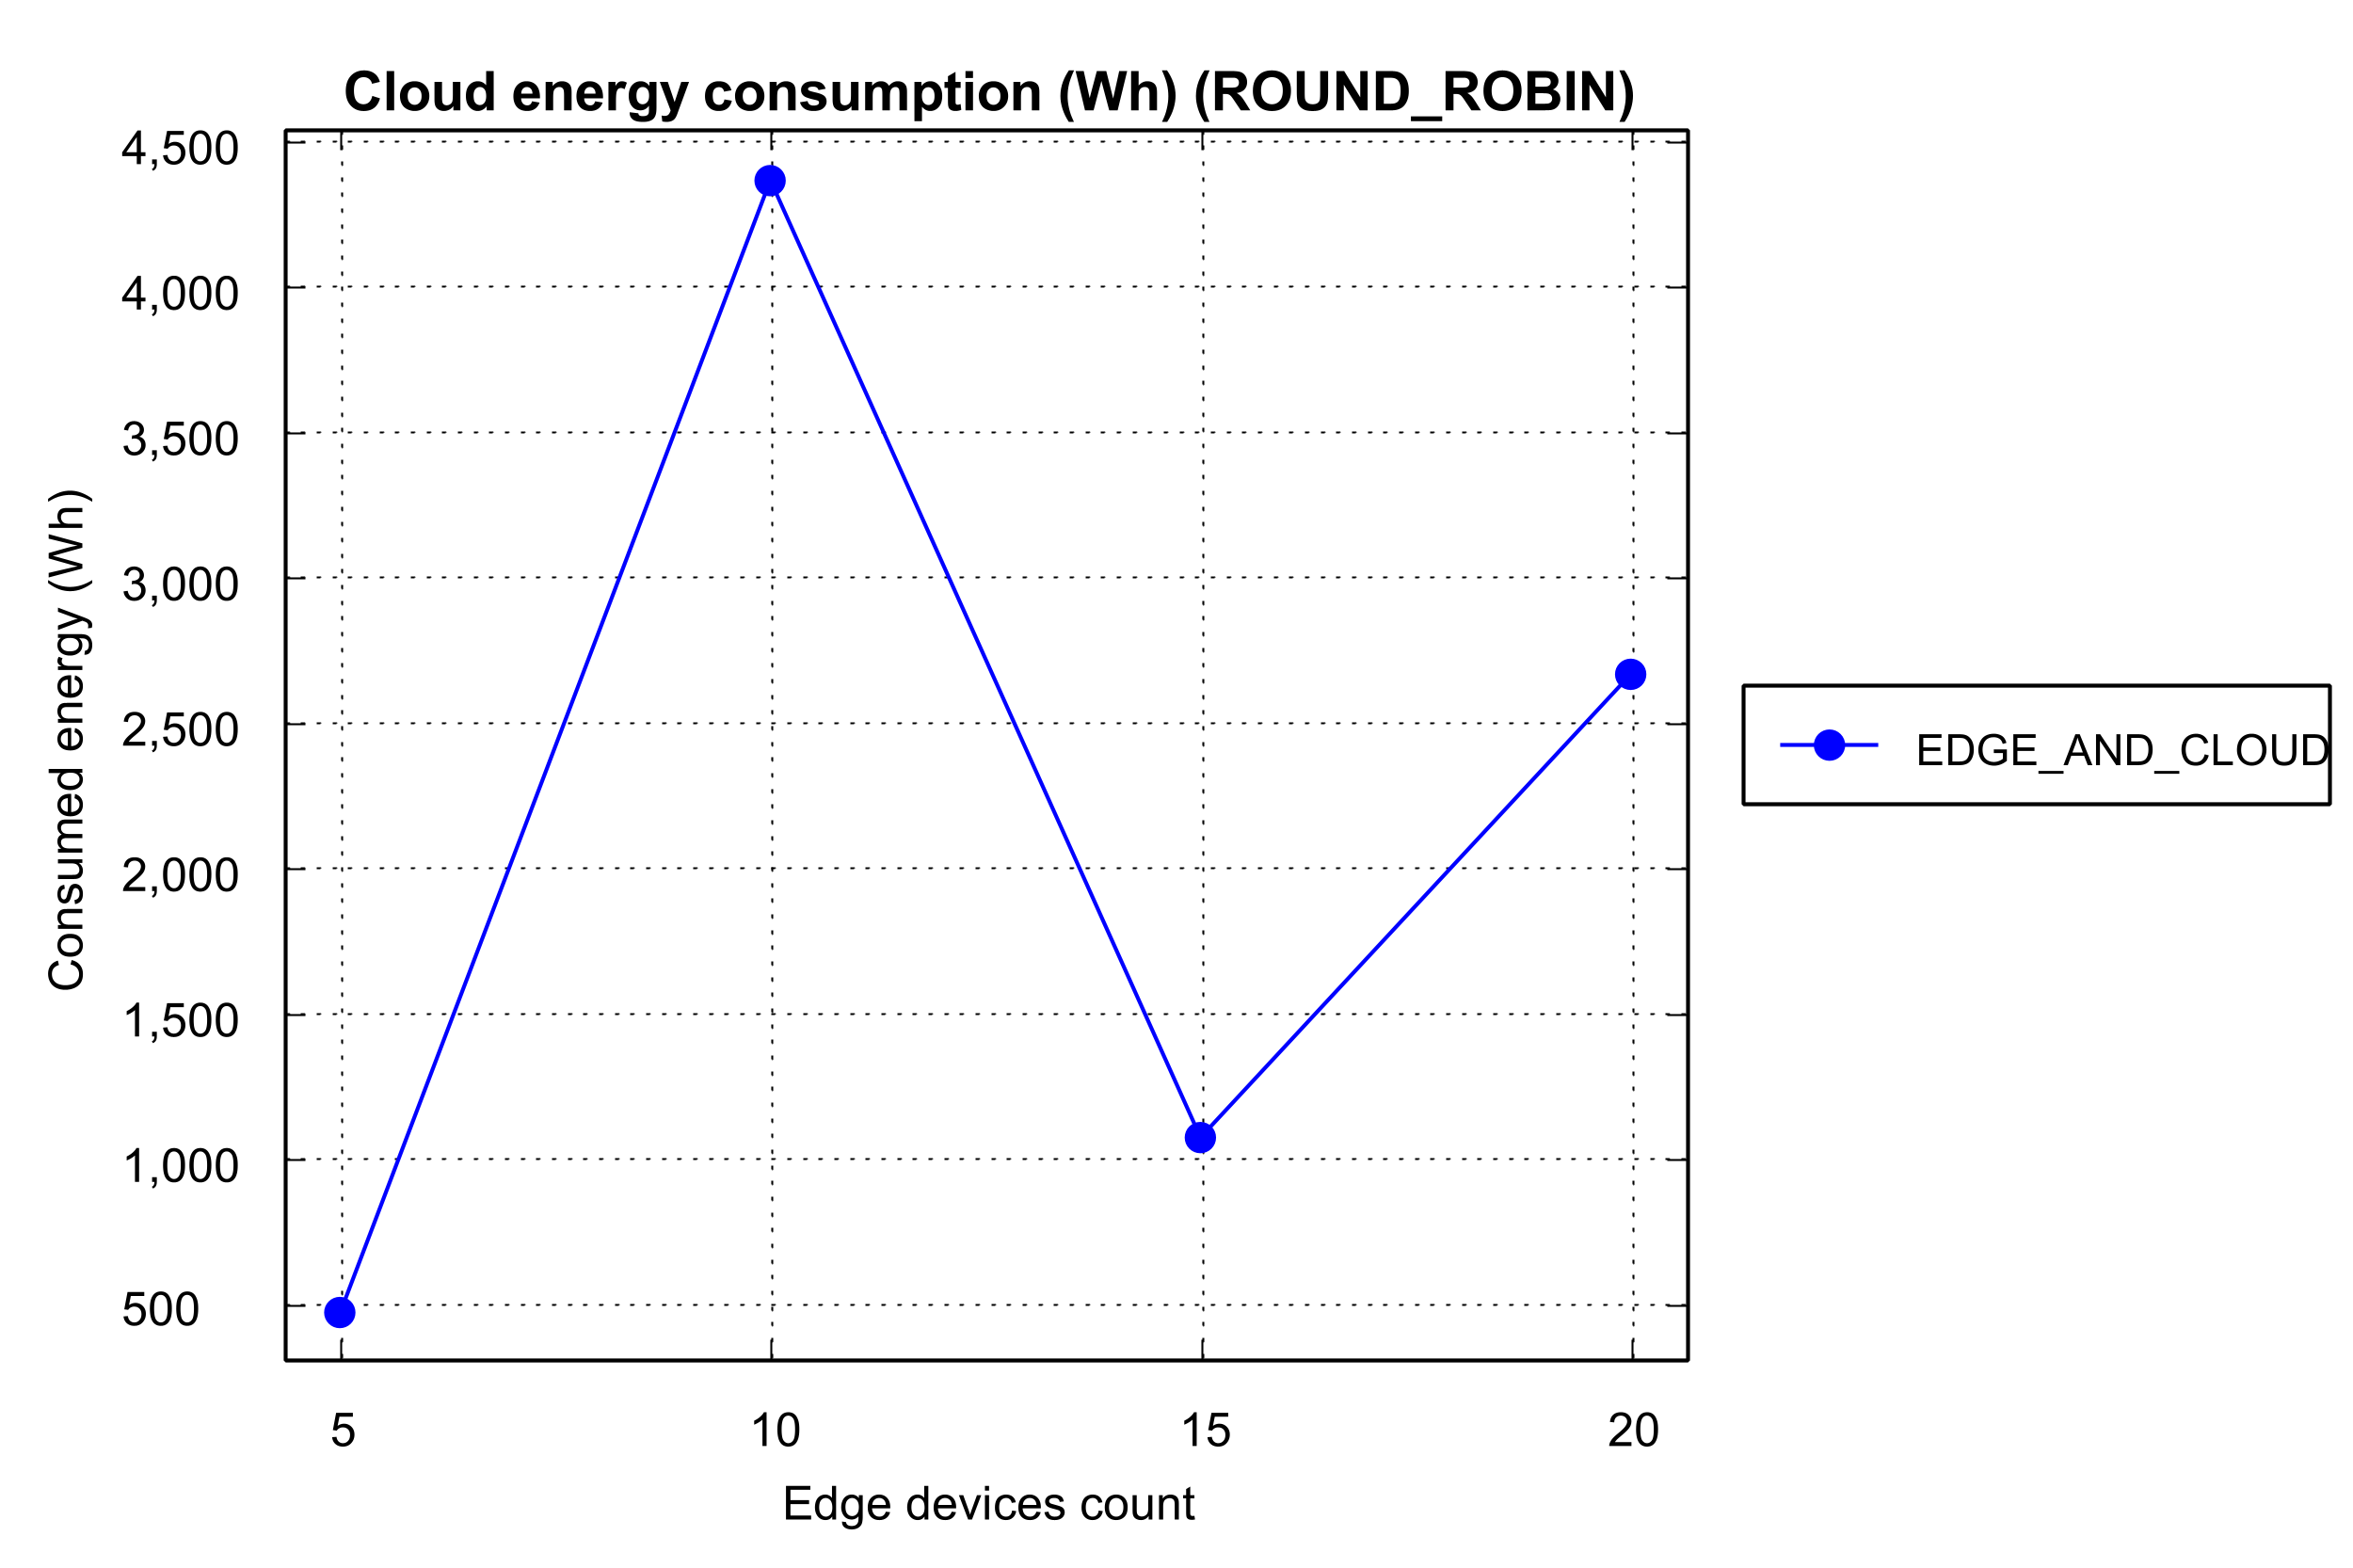 Cloud energy consumption (Wh) (ROUND_ROBIN)
4,500
4,000
3,500
3,000
2,500
2,000
1,500
1,000
500
Consumed energy (Wh)
5 10 15 20
Edge devices count
EDGE_AND_CLOUD